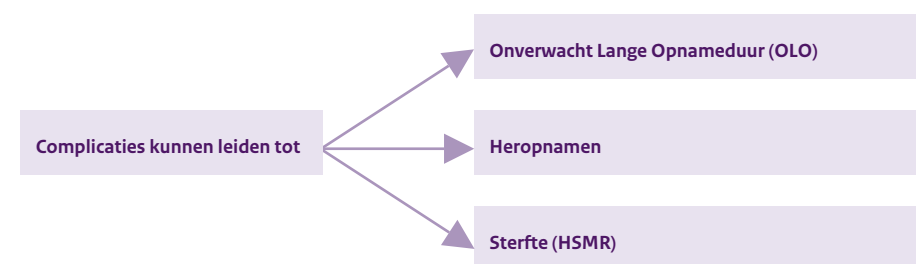 Onverwacht Lange Opnameduur (OLO)
Complicaties kunnen leiden tot
Heropnamen
Sterfte (HSMR)